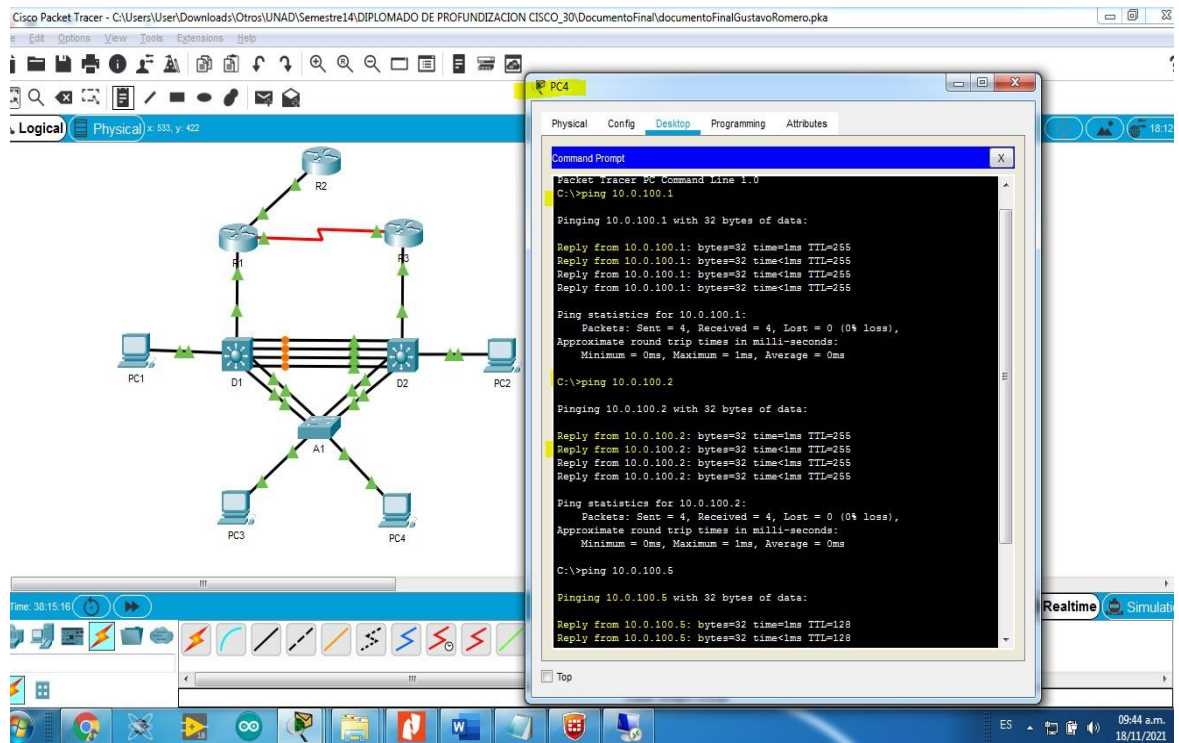 Cisco Packet Tracer - C:\Users\User\Downloads\Otros\UNAD\Semestre14\DIPLOMADO DE PROFUNDIZACION CISCO_30\DocumentoFinal\documentoFinalGustavoRomero.pka
Edit Options View Tools Extensions Help
Logical Physical x: 533, y: 422
18:12
R2
R1
R3
PC1
D1
D2
PC2
A1
PC3
PC4
Time: 38:15:16
Realtime
PC4
Physical Config Desktop Programming Attributes
Command Prompt
X
Packet Tracer PC Command Line 1.0
C:\>ping 10.0.100.1
Pinging 10.0.100.1 with 32 bytes of data:
Reply from 10.0.100.1: bytes=32 time=1ms TTL=255
Reply from 10.0.100.1: bytes=32 time<1ms TTL=255
Reply from 10.0.100.1: bytes=32 time<1ms TTL=255
Reply from 10.0.100.1: bytes=32 time<1ms TTL=255
Ping statistics for 10.0.100.1:
Packets: Sent = 4, Received = 4, Lost = 0 (0% loss),
Approximate round trip times in milli-seconds:
Minimum = 0ms, Maximum = 1ms, Average = 0ms
C:\>ping 10.0.100.2
Pinging 10.0.100.2 with 32 bytes of data:
Reply from 10.0.100.2: bytes=32 time=1ms TTL=255
Reply from 10.0.100.2: bytes=32 time<1ms TTL=255
Reply from 10.0.100.2: bytes=32 time<1ms TTL=255
Reply from 10.0.100.2: bytes=32 time<1ms TTL=255
Ping statistics for 10.0.100.2:
Packets: Sent = 4, Received = 4, Lost = 0 (0% loss),
Approximate round trip times in milli-seconds:
Minimum = 0ms, Maximum = 1ms, Average = 0ms
C:\>ping 10.0.100.5
Pinging 10.0.100.5 with 32 bytes of data:
Reply from 10.0.100.5: bytes=32 time=1ms TTL=128
Reply from 10.0.100.5: bytes=32 time<1ms TTL=128
Top
ES
09:44 a.m.
18/11/2021